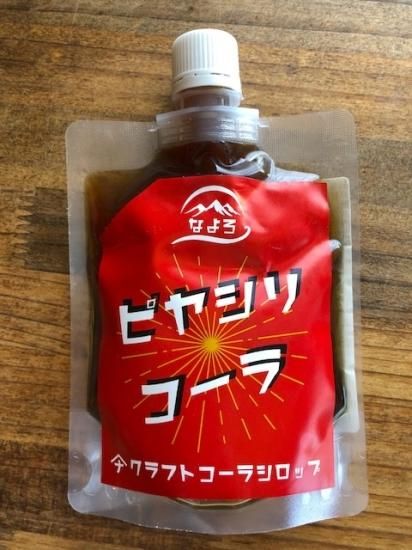 なよろ
ピヤシリ
コーラ
クラフトコーラシロップ